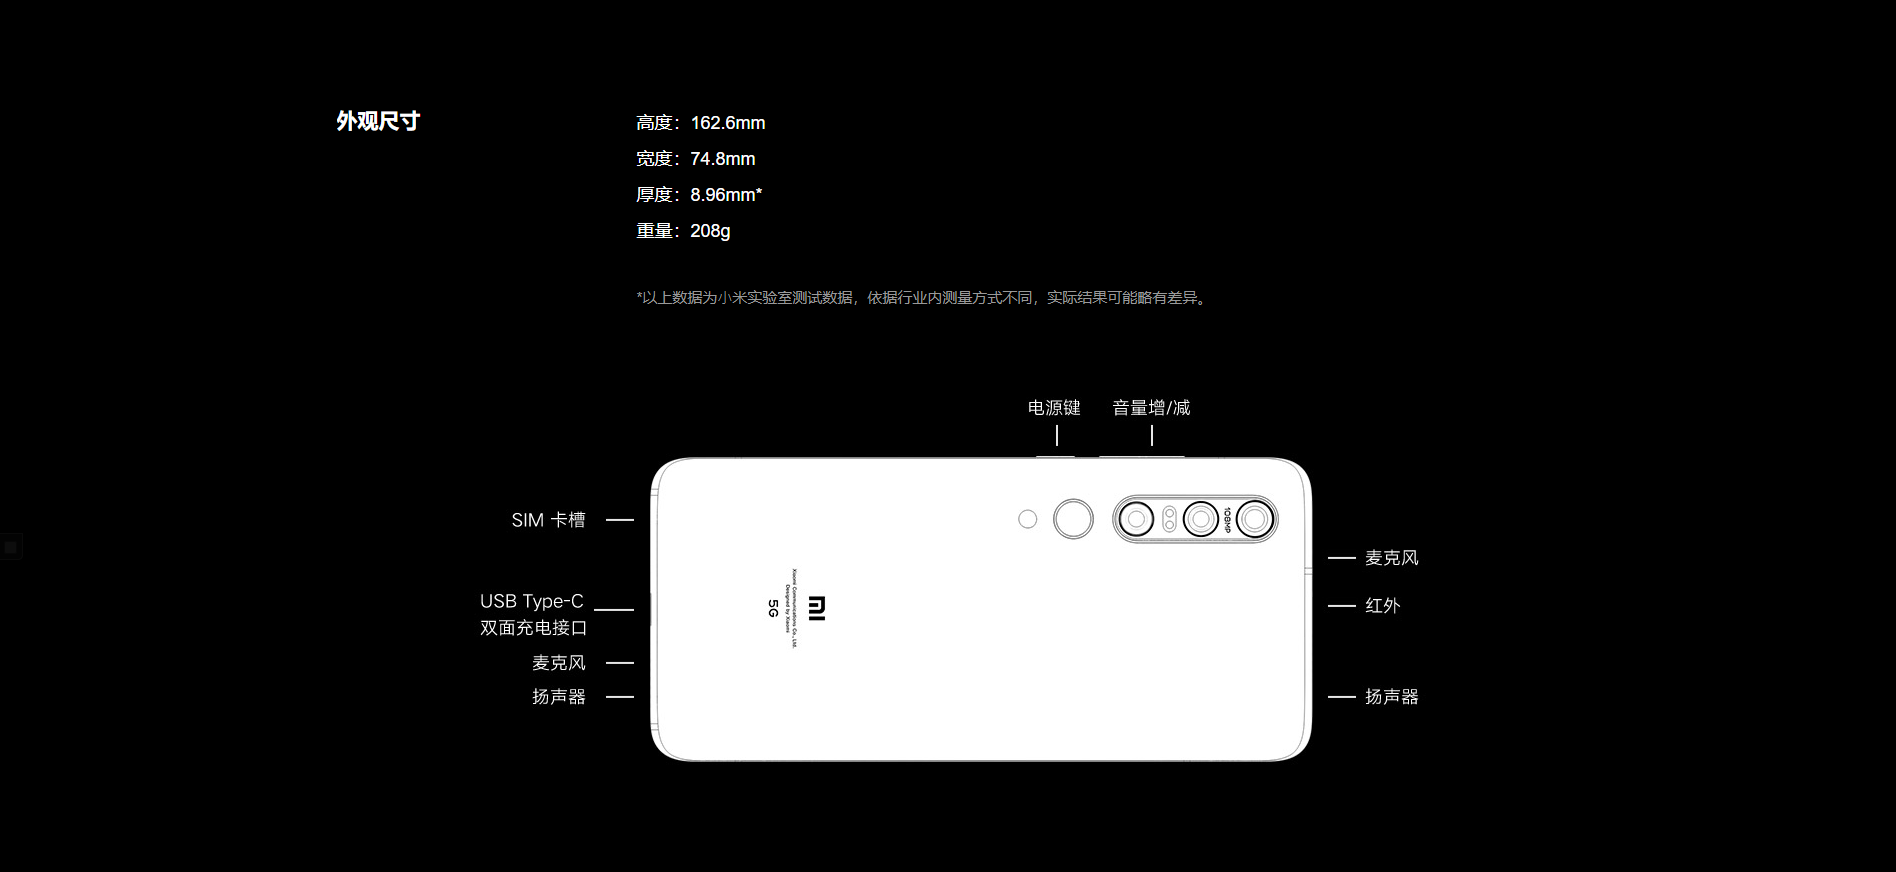 外观尺寸
高度：162.6mm
宽度：74.8mm
厚度：8.96mm*
重量：208g
*以上数据为小米实验室测试数据，依据行业内测量方式不同，实际结果可能略有差异。
电源键
音量增/减
SIM 卡槽
USB Type-C
双面充电接口
麦克风
扬声器
108MP
MI
Xiaomi Communications Co., Ltd.
Designed by Xiaomi
5G
麦克风
红外
扬声器